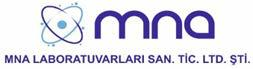 mna
MNA LABORATUVARLARI SAN. TİC. LTD. ŞTİ.